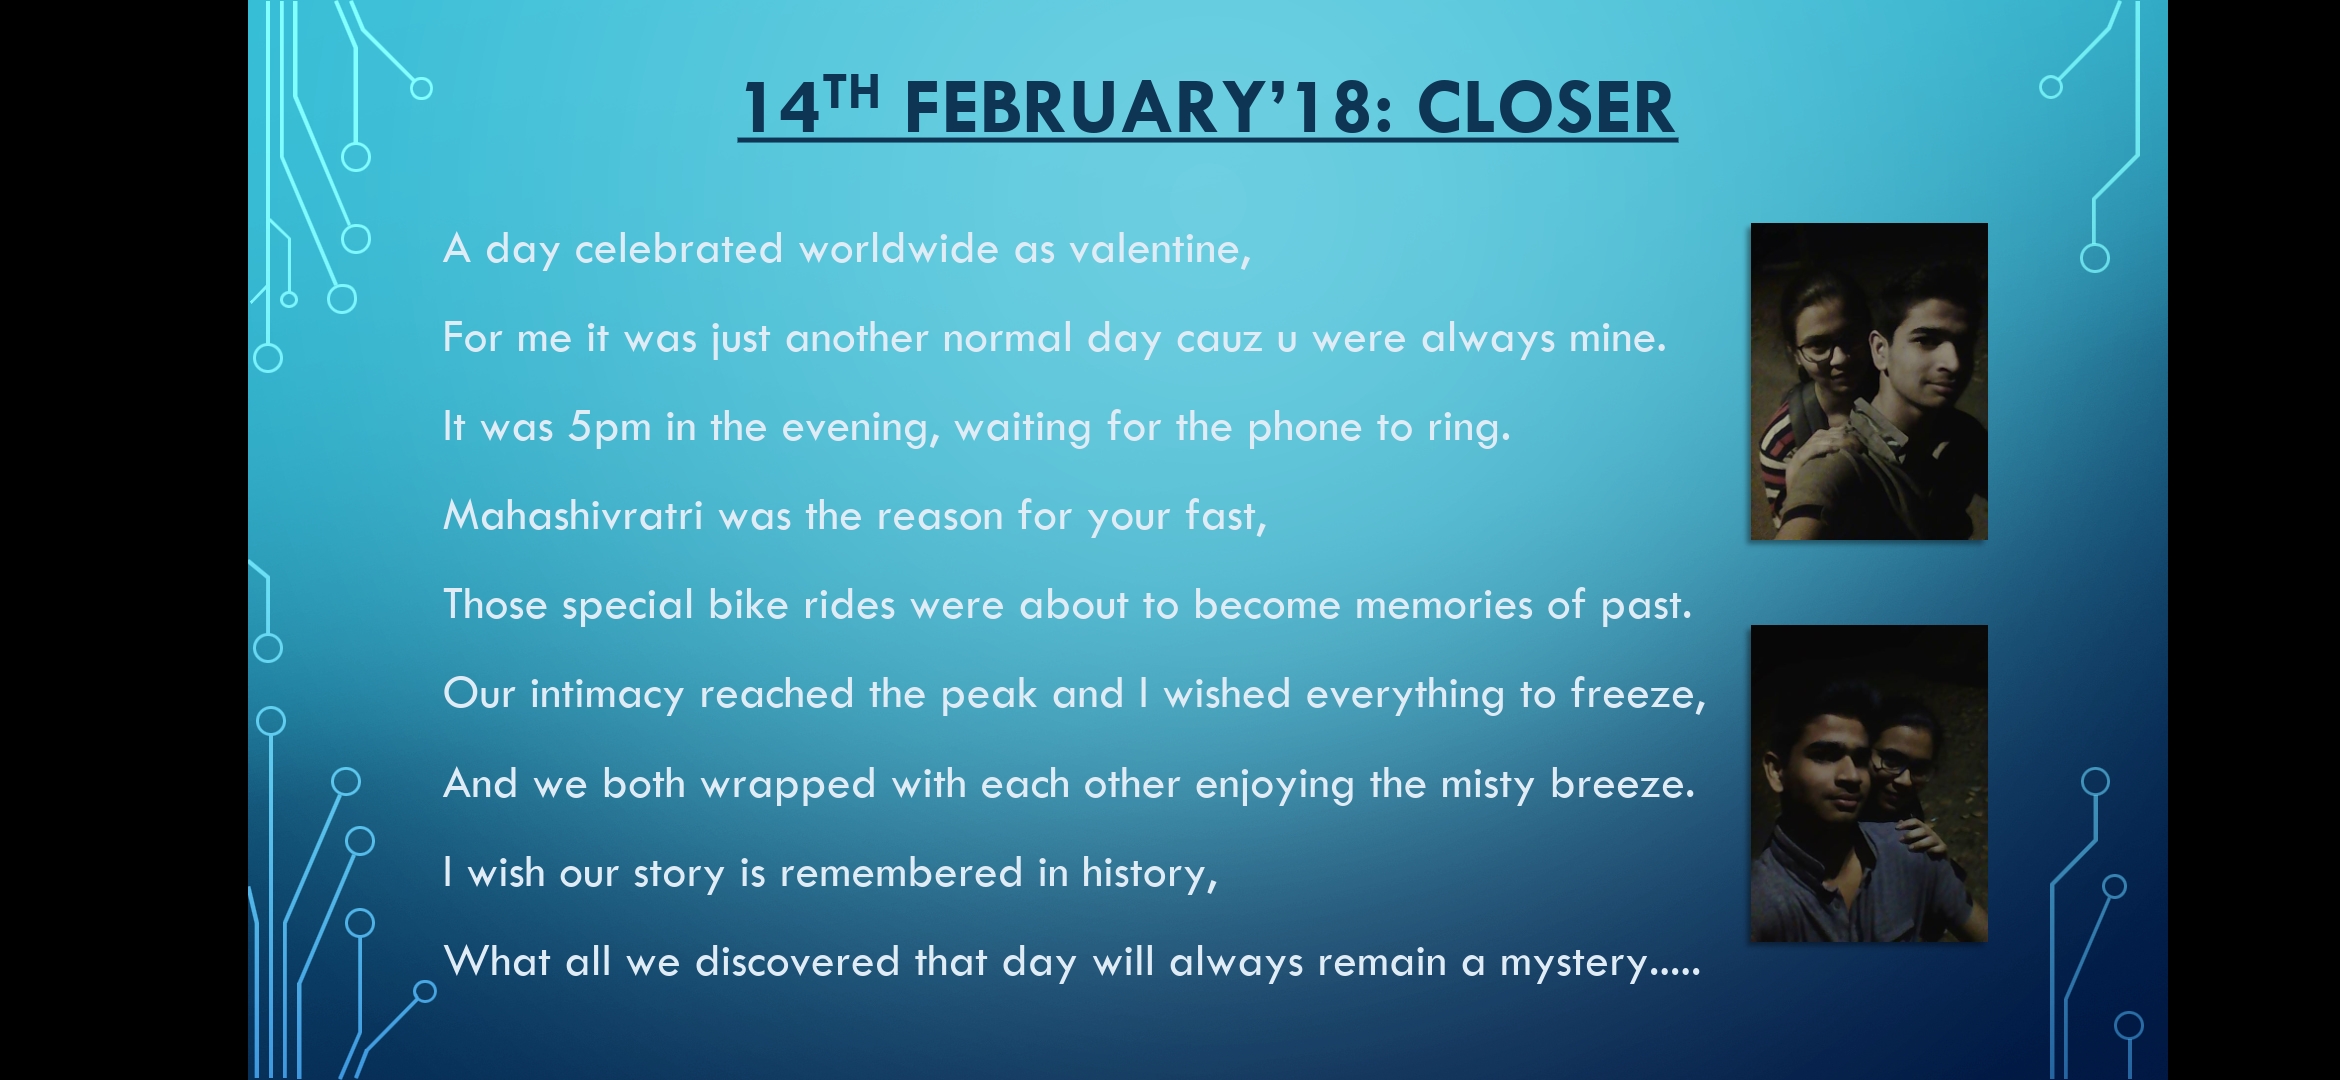 14TH FEBRUARY’18: CLOSER
A day celebrated worldwide as valentine,
For me it was just another normal day cauz u were always mine.
It was 5pm in the evening, waiting for the phone to ring.
Mahashivratri was the reason for your fast,
Those special bike rides were about to become memories of past.
Our intimacy reached the peak and I wished everything to freeze,
And we both wrapped with each other enjoying the misty breeze.
I wish our story is remembered in history,
What all we discovered that day will always remain a mystery.....